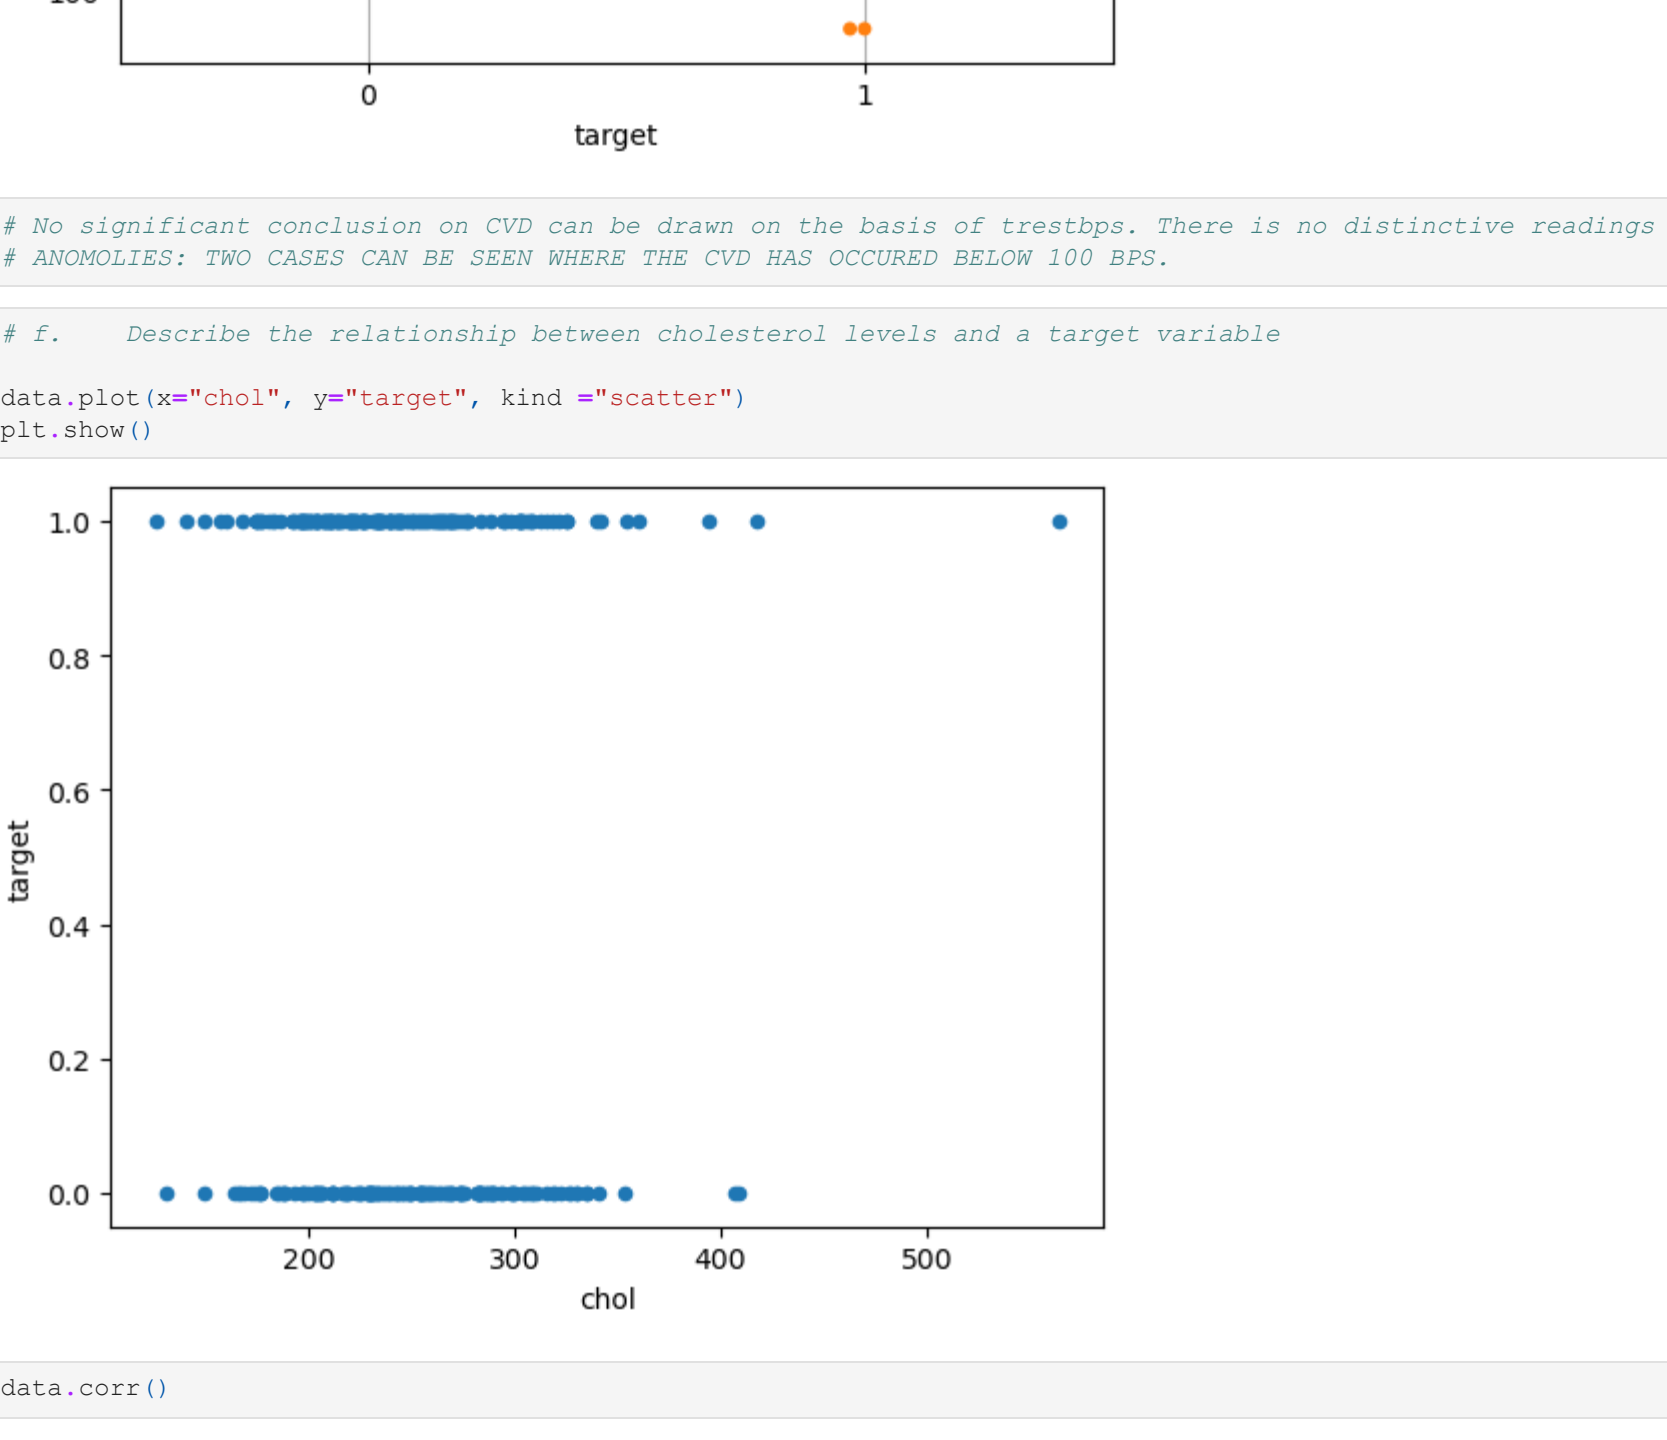 0 1
target
# No significant conclusion on CVD can be drawn on the basis of trestbps. There is no distinctive readings
# ANOMOLIES: TWO CASES CAN BE SEEN WHERE THE CVD HAS OCCURED BELOW 100 BPS.
# f. Describe the relationship between cholesterol levels and a target variable
data.plot(x="chol", y="target", kind ="scatter")
plt.show()
1.0
0.8
0.6
target
0.4
0.2
0.0
200 300 400 500
chol
data.corr()